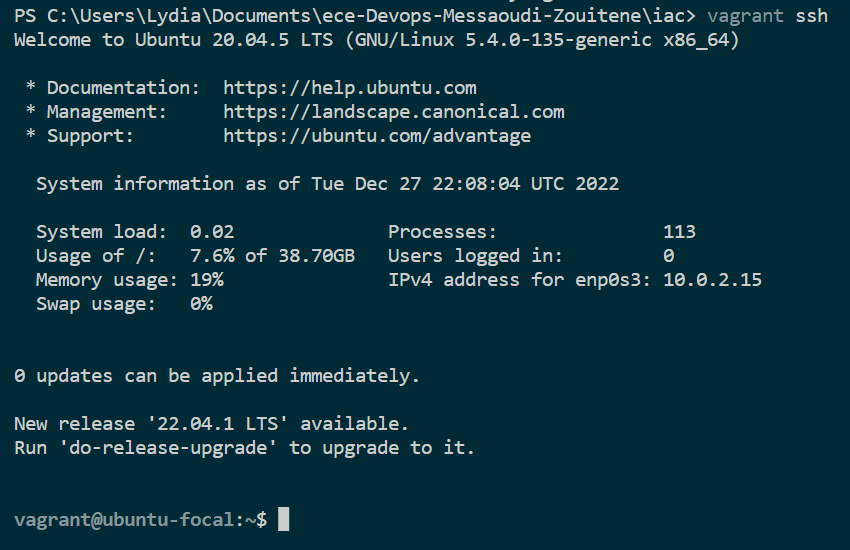 PS C:\Users\Lydia\Documents\ece-Devops-Messaoudi-Zouitene\iac> vagrant ssh
Welcome to Ubuntu 20.04.5 LTS (GNU/Linux 5.4.0-135-generic x86_64)
* Documentation:  https://help.ubuntu.com
* Management:     https://landscape.canonical.com
* Support:        https://ubuntu.com/advantage
System information as of Tue Dec 27 22:08:04 UTC 2022
System load:  0.02               Processes:               113
Usage of /:   7.6% of 38.70GB   Users logged in:         0
Memory usage: 19%               IPv4 address for enp0s3: 10.0.2.15
Swap usage:   0%
0 updates can be applied immediately.
New release '22.04.1 LTS' available.
Run 'do-release-upgrade' to upgrade to it.
vagrant@ubuntu-focal:~$